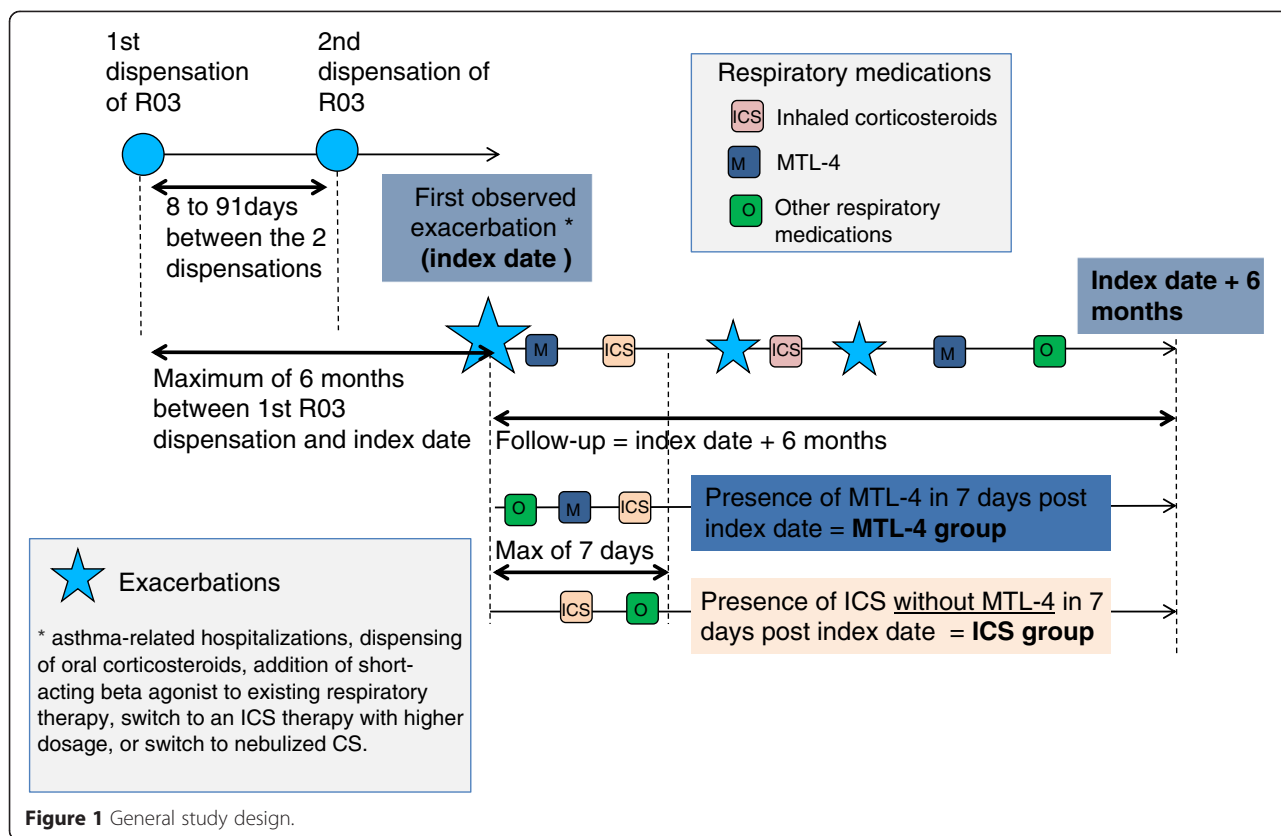 1st
dispensation
of R03
2nd
dispensation of
R03
8 to 91days
between the 2
dispensations
First observed
exacerbation *
(index date )
Respiratory medications
ICS Inhaled corticosteroids
M MTL-4
O Other respiratory
medications
Index date + 6
months
M ICS ICS M O
Maximum of 6 months
between 1st R03
dispensation and index date
Follow-up = index date + 6 months
O M ICS
Presence of MTL-4 in 7 days post
index date = MTL-4 group
Max of 7 days
ICS O
Presence of ICS without MTL-4 in 7
days post index date = ICS group
Exacerbations
* asthma-related hospitalizations, dispensing
of oral corticosteroids, addition of short-
acting beta agonist to existing respiratory
therapy, switch to an ICS therapy with higher
dosage, or switch to nebulized CS.
Figure 1 General study design.